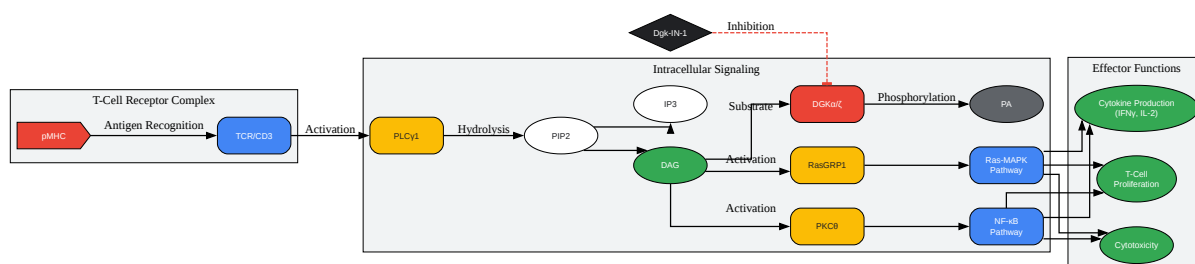 Dgk-IN-1
Inhibition
T-Cell Receptor Complex
pMHC
Antigen Recognition
TCR/CD3
Activation
Intracellular Signaling
PLCγ1
Hydrolysis
PIP2
IP3
DAG
Substrate
Activation
Activation
DGKα/ζ
Phosphorylation
PA
RasGRP1
Ras-MAPK
Pathway
PKCθ
NF-κB
Pathway
Effector Functions
Cytokine Production
(IFNγ, IL-2)
T-Cell
Proliferation
Cytotoxicity